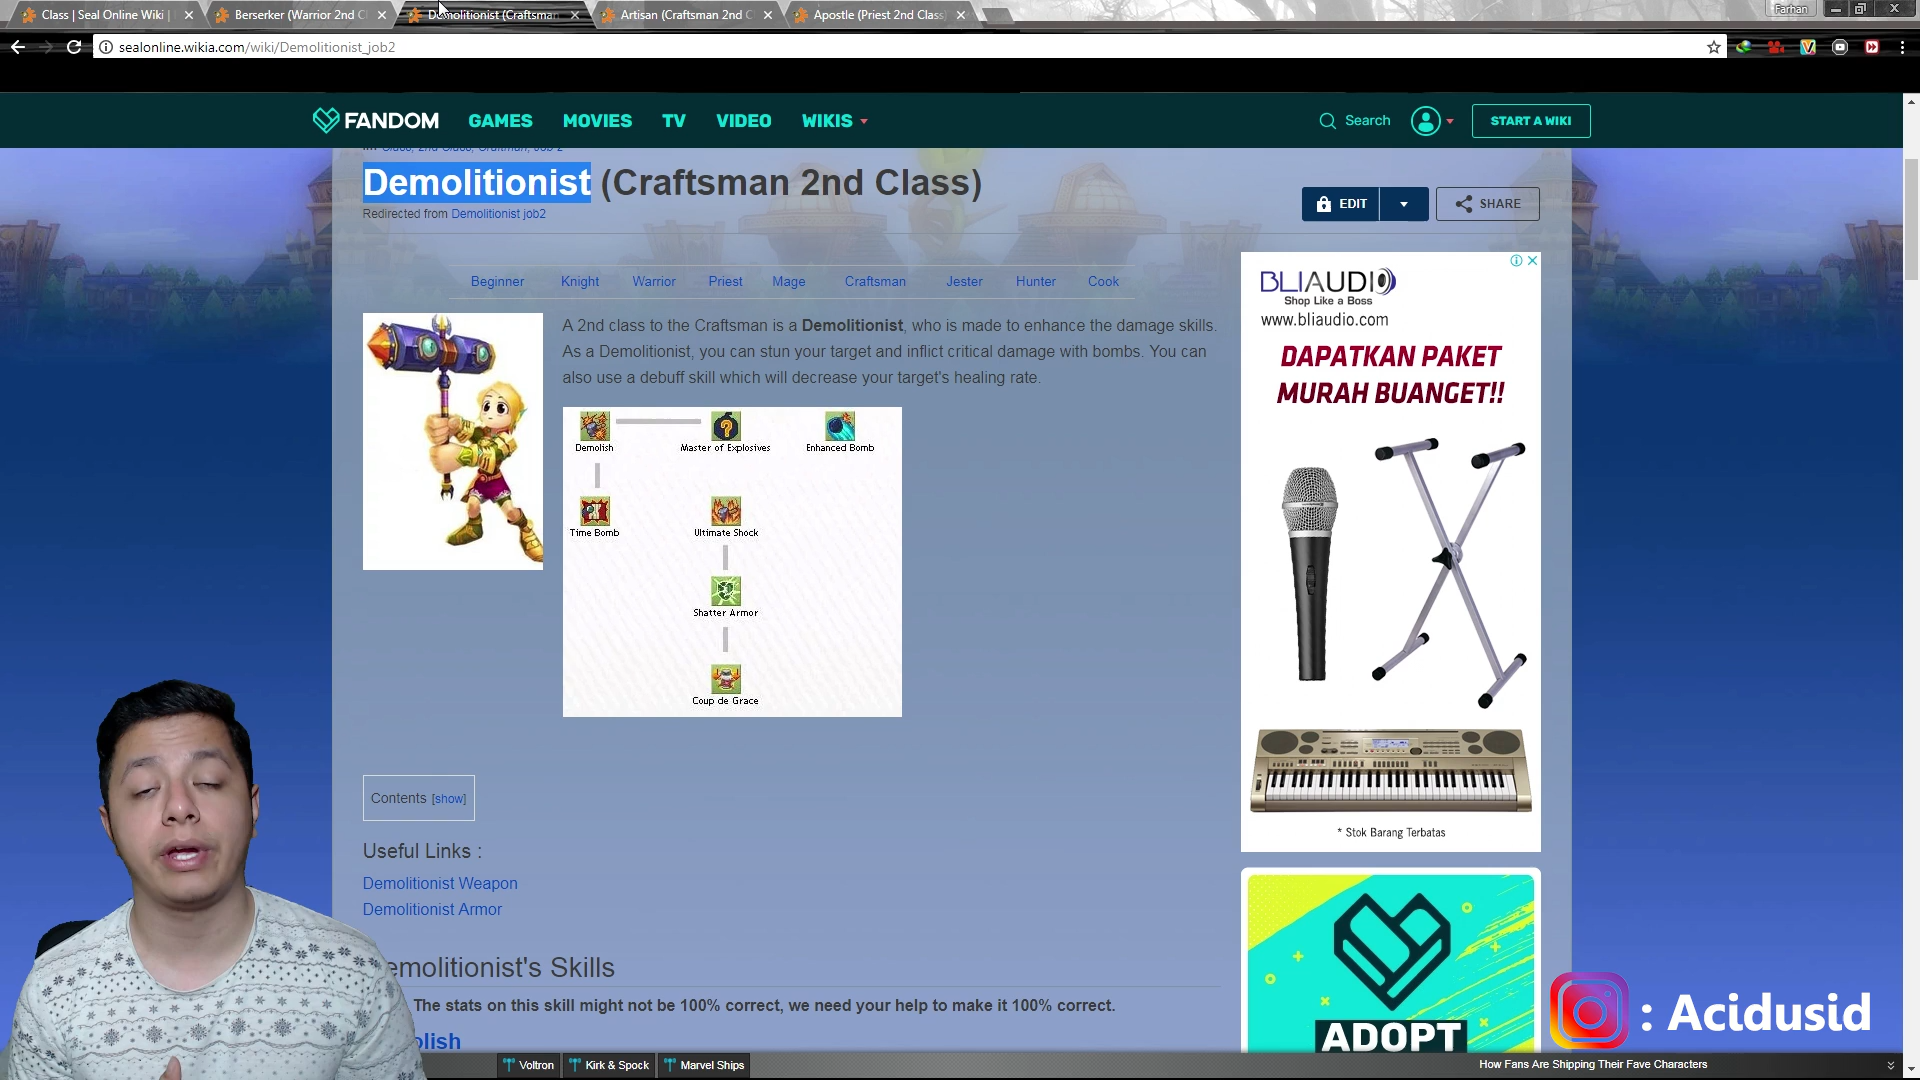 Class | Seal Online Wiki |
Berserker (Warrior 2nd Cl
Demolitionist (Craftsman
Artisan (Craftsman 2nd C
Apostle (Priest 2nd Class
Farhan
sealonline.wikia.com/wiki/Demolitionist_job2
FANDOM
GAMES
MOVIES
TV
VIDEO
WIKIS
Search
START A WIKI
Demolitionist (Craftsman 2nd Class)
Redirected from Demolitionist job2
EDIT
SHARE
Beginner
Knight
Warrior
Priest
Mage
Craftsman
Jester
Hunter
Cook
A 2nd class to the Craftsman is a Demolitionist, who is made to enhance the damage skills.
As a Demolitionist, you can stun your target and inflict critical damage with bombs. You can
also use a debuff skill which will decrease your target's healing rate.
Demolish
Master of Explosives
Enhanced Bomb
Time Bomb
Ultimate Shock
Shatter Armor
Coup de Grace
Contents [show]
Useful Links :
Demolitionist Weapon
Demolitionist Armor
emolitionist's Skills
The stats on this skill might not be 100% correct, we need your help to make it 100% correct.
olish
BLIAUDIO
Shop Like a Boss
www.bliaudio.com
DAPATKAN PAKET
MURAH BUANGET!!
* Stok Barang Terbatas
ADOPT
: Acidusid
Voltron
Kirk & Spock
Marvel Ships
How Fans Are Shipping Their Fave Characters